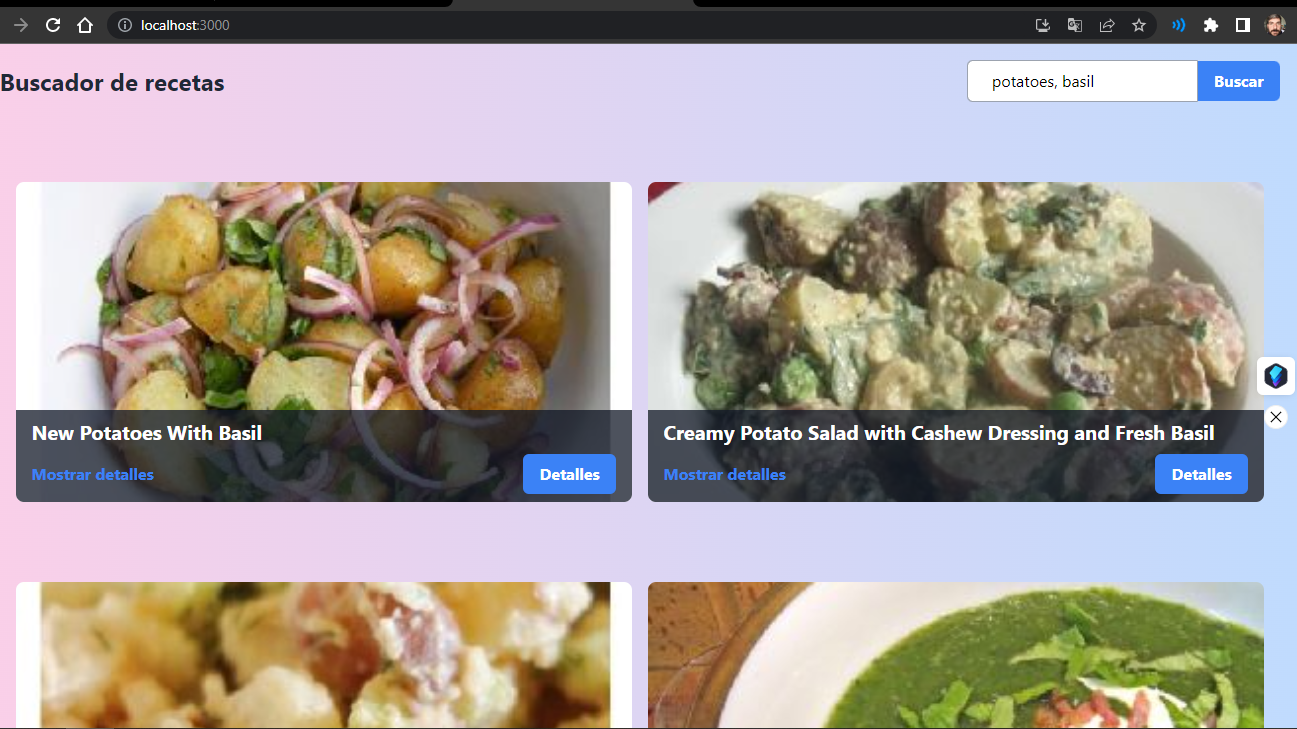 localhost:3000
Buscador de recetas
potatoes, basil
Buscar
New Potatoes With Basil
Mostrar detalles
Detalles
Creamy Potato Salad with Cashew Dressing and Fresh Basil
Mostrar detalles
Detalles